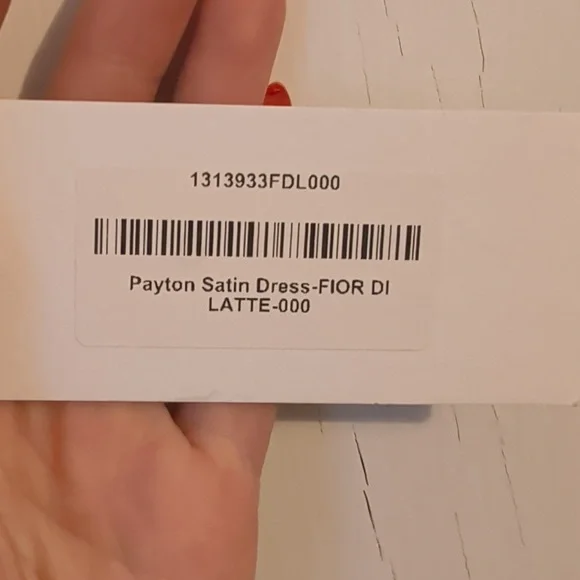 1313933FDL000
Payton Satin Dress-FIOR DI
LATTE-000